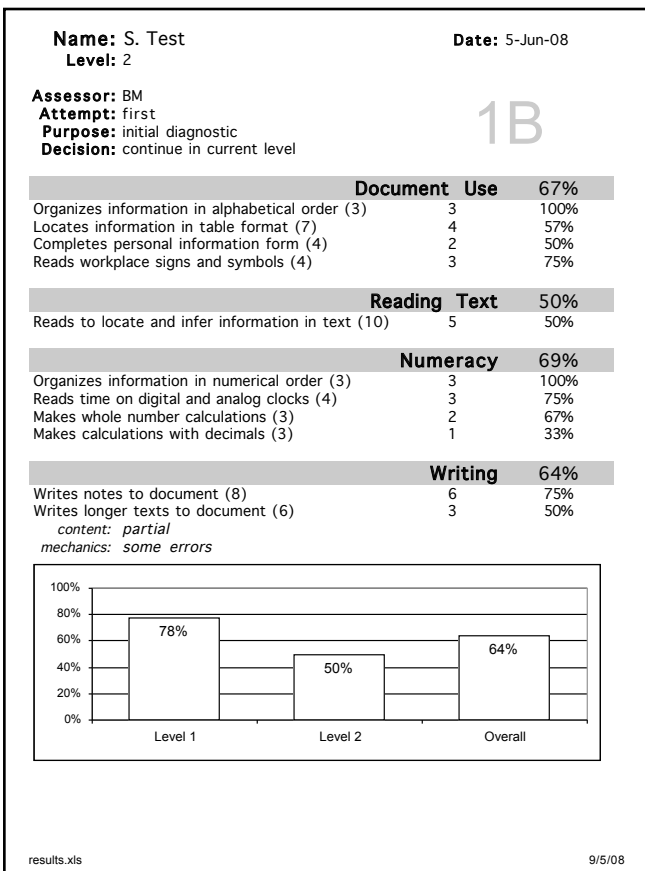 Name: S. Test Date: 5-Jun-08
Level: 2
Assessor: BM
Attempt: first
Purpose: initial diagnostic
Decision: continue in current level
1B
Document Use 67%
Organizes information in alphabetical order (3) 3 100%
Locates information in table format (7) 4 57%
Completes personal information form (4) 2 50%
Reads workplace signs and symbols (4) 3 75%
Reading Text 50%
Reads to locate and infer information in text (10) 5 50%
Numeracy 69%
Organizes information in numerical order (3) 3 100%
Reads time on digital and analog clocks (4) 3 75%
Makes whole number calculations (3) 2 67%
Makes calculations with decimals (3) 1 33%
Writing 64%
Writes notes to document (8) 6 75%
Writes longer texts to document (6) 3 50%
content: partial
mechanics: some errors
100%
80%
60%
40%
20%
0%
78%
50%
64%
Level 1 Level 2 Overall
results.xls 9/5/08